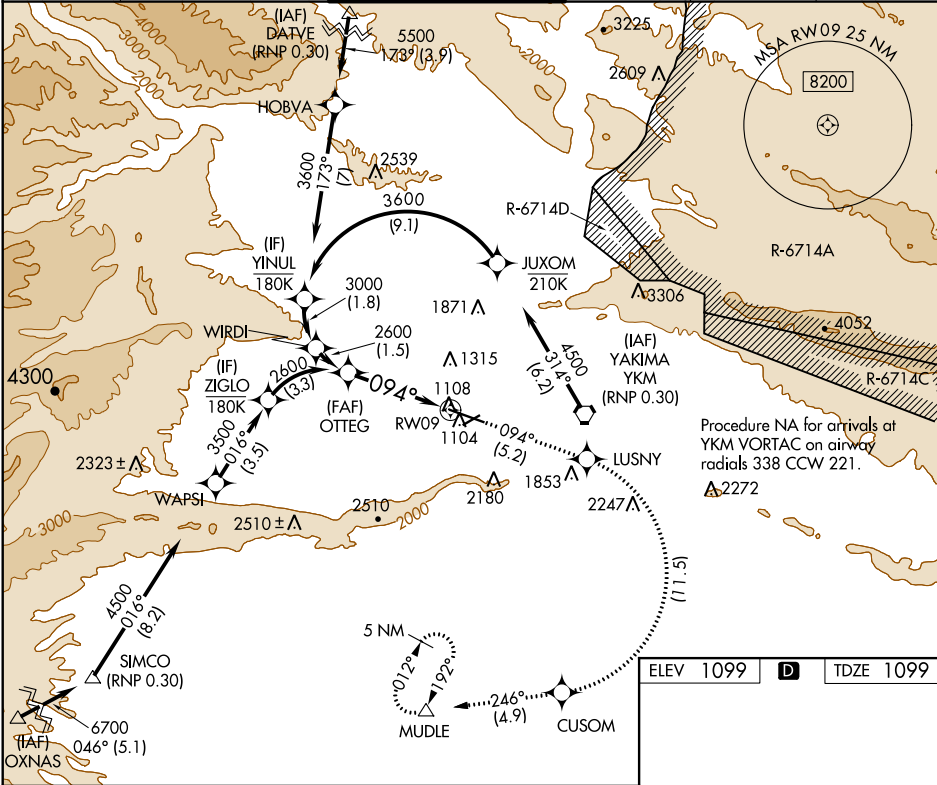 (IAF)
DATVE
(RNP 0.30)
5500
173° (3.9)
HOBVA
3600
173°
(7)
2539
3600
(9.1)
(IF)
YINUL
180K
JUXOM
210K
3000
(1.8)
WIRDI
2600
(1.5)
(IF)
ZIGLO
180K
2600
(3.3)
(FAF)
OTTEG
094°
1871
1315
1108
RW09
1104
4500
314°
(6.2)
(IAF)
YAKIMA
YKM
(RNP 0.30)
094°
(5.2)
LUSNY
1853
2247
2180
3500
016°
(3.5)
WAPSI
2323 ±
2510 ±
2510
2000
3000
4300
4500
016°
(8.2)
SIMCO
(RNP 0.30)
6700
046° (5.1)
(IAF)
OXNAS
5 NM
012°
192°
MUDLE
246°
(4.9)
CUSOM
(11.5)
3225
2609
2000
3000
2000
4000
2000
MSA RW09 25 NM
8200
R-6714D
R-6714A
3306
4052
R-6714C
Procedure NA for arrivals at
YKM VORTAC on airway
radials 338 CCW 221.
2272
ELEV 1099
D
TDZE 1099